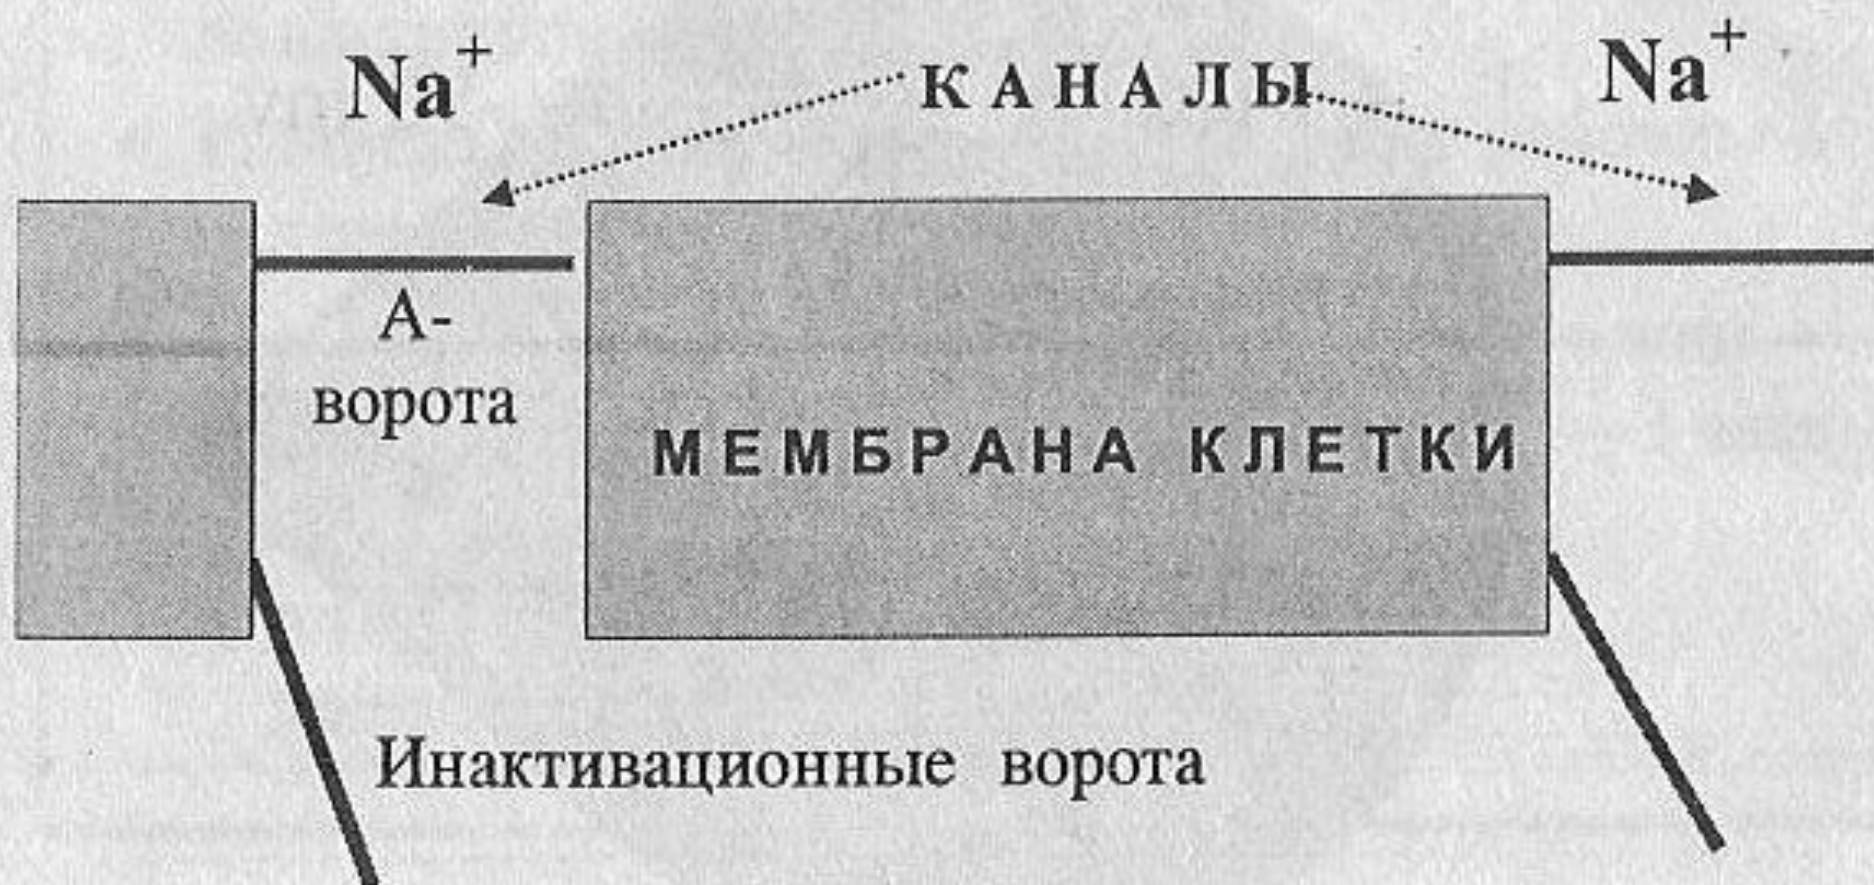 Na⁺ КАНАЛЫ Na⁺
А-
ворота
МЕМБРАНА КЛЕТКИ
Инактивационные ворота